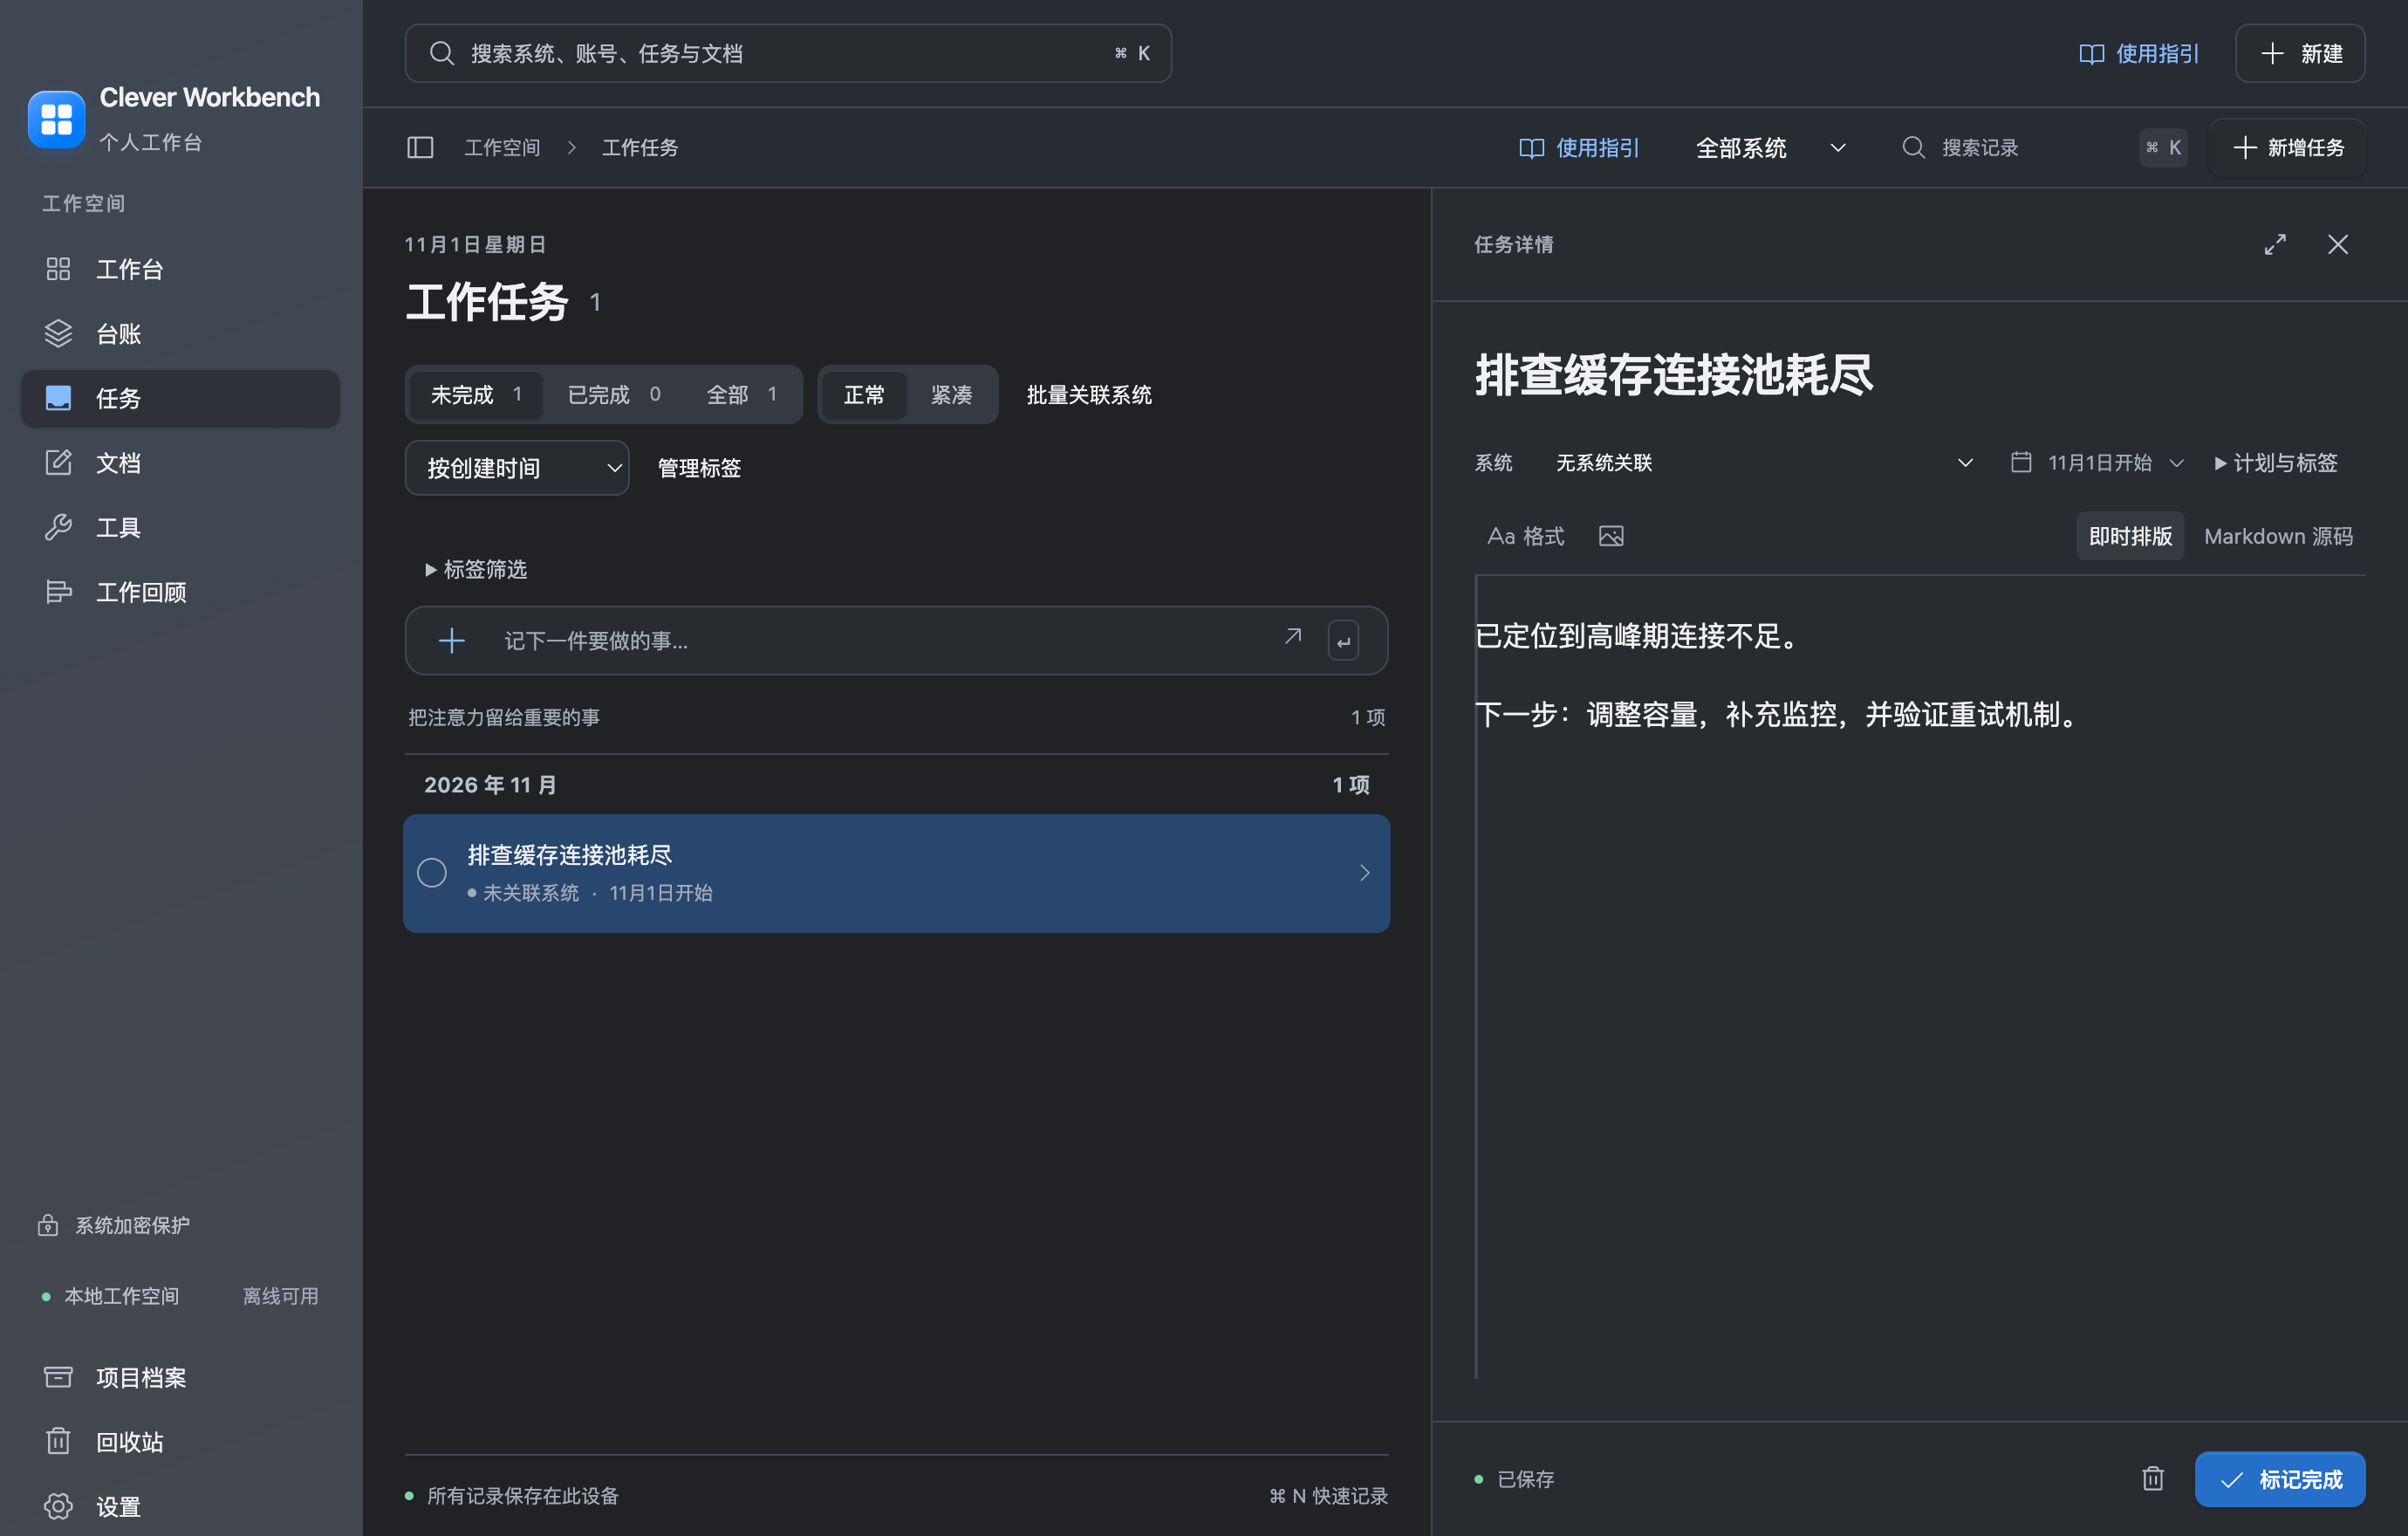 Clever Workbench
个人工作台
工作空间
工作台
台账
任务
文档
工具
工作回顾
系统加密保护
本地工作空间 离线可用
项目档案
回收站
设置
搜索系统、账号、任务与文档 ⌘ K
使用指引
新建
工作空间 工作任务
使用指引 全部系统 搜索记录 ⌘ K 新增任务
11月1日星期日
工作任务 1
未完成 1 已完成 0 全部 1 正常 紧凑 批量关联系统
按创建时间 管理标签
标签筛选
记下一件要做的事...
把注意力留给重要的事 1 项
2026 年 11 月 1 项
排查缓存连接池耗尽
未关联系统 · 11月1日开始
所有记录保存在此设备 ⌘ N 快速记录
任务详情
排查缓存连接池耗尽
系统 无系统关联 11月1日开始 计划与标签
Aa 格式 即时排版 Markdown 源码
已定位到高峰期连接不足。
下一步：调整容量，补充监控，并验证重试机制。
已保存 标记完成